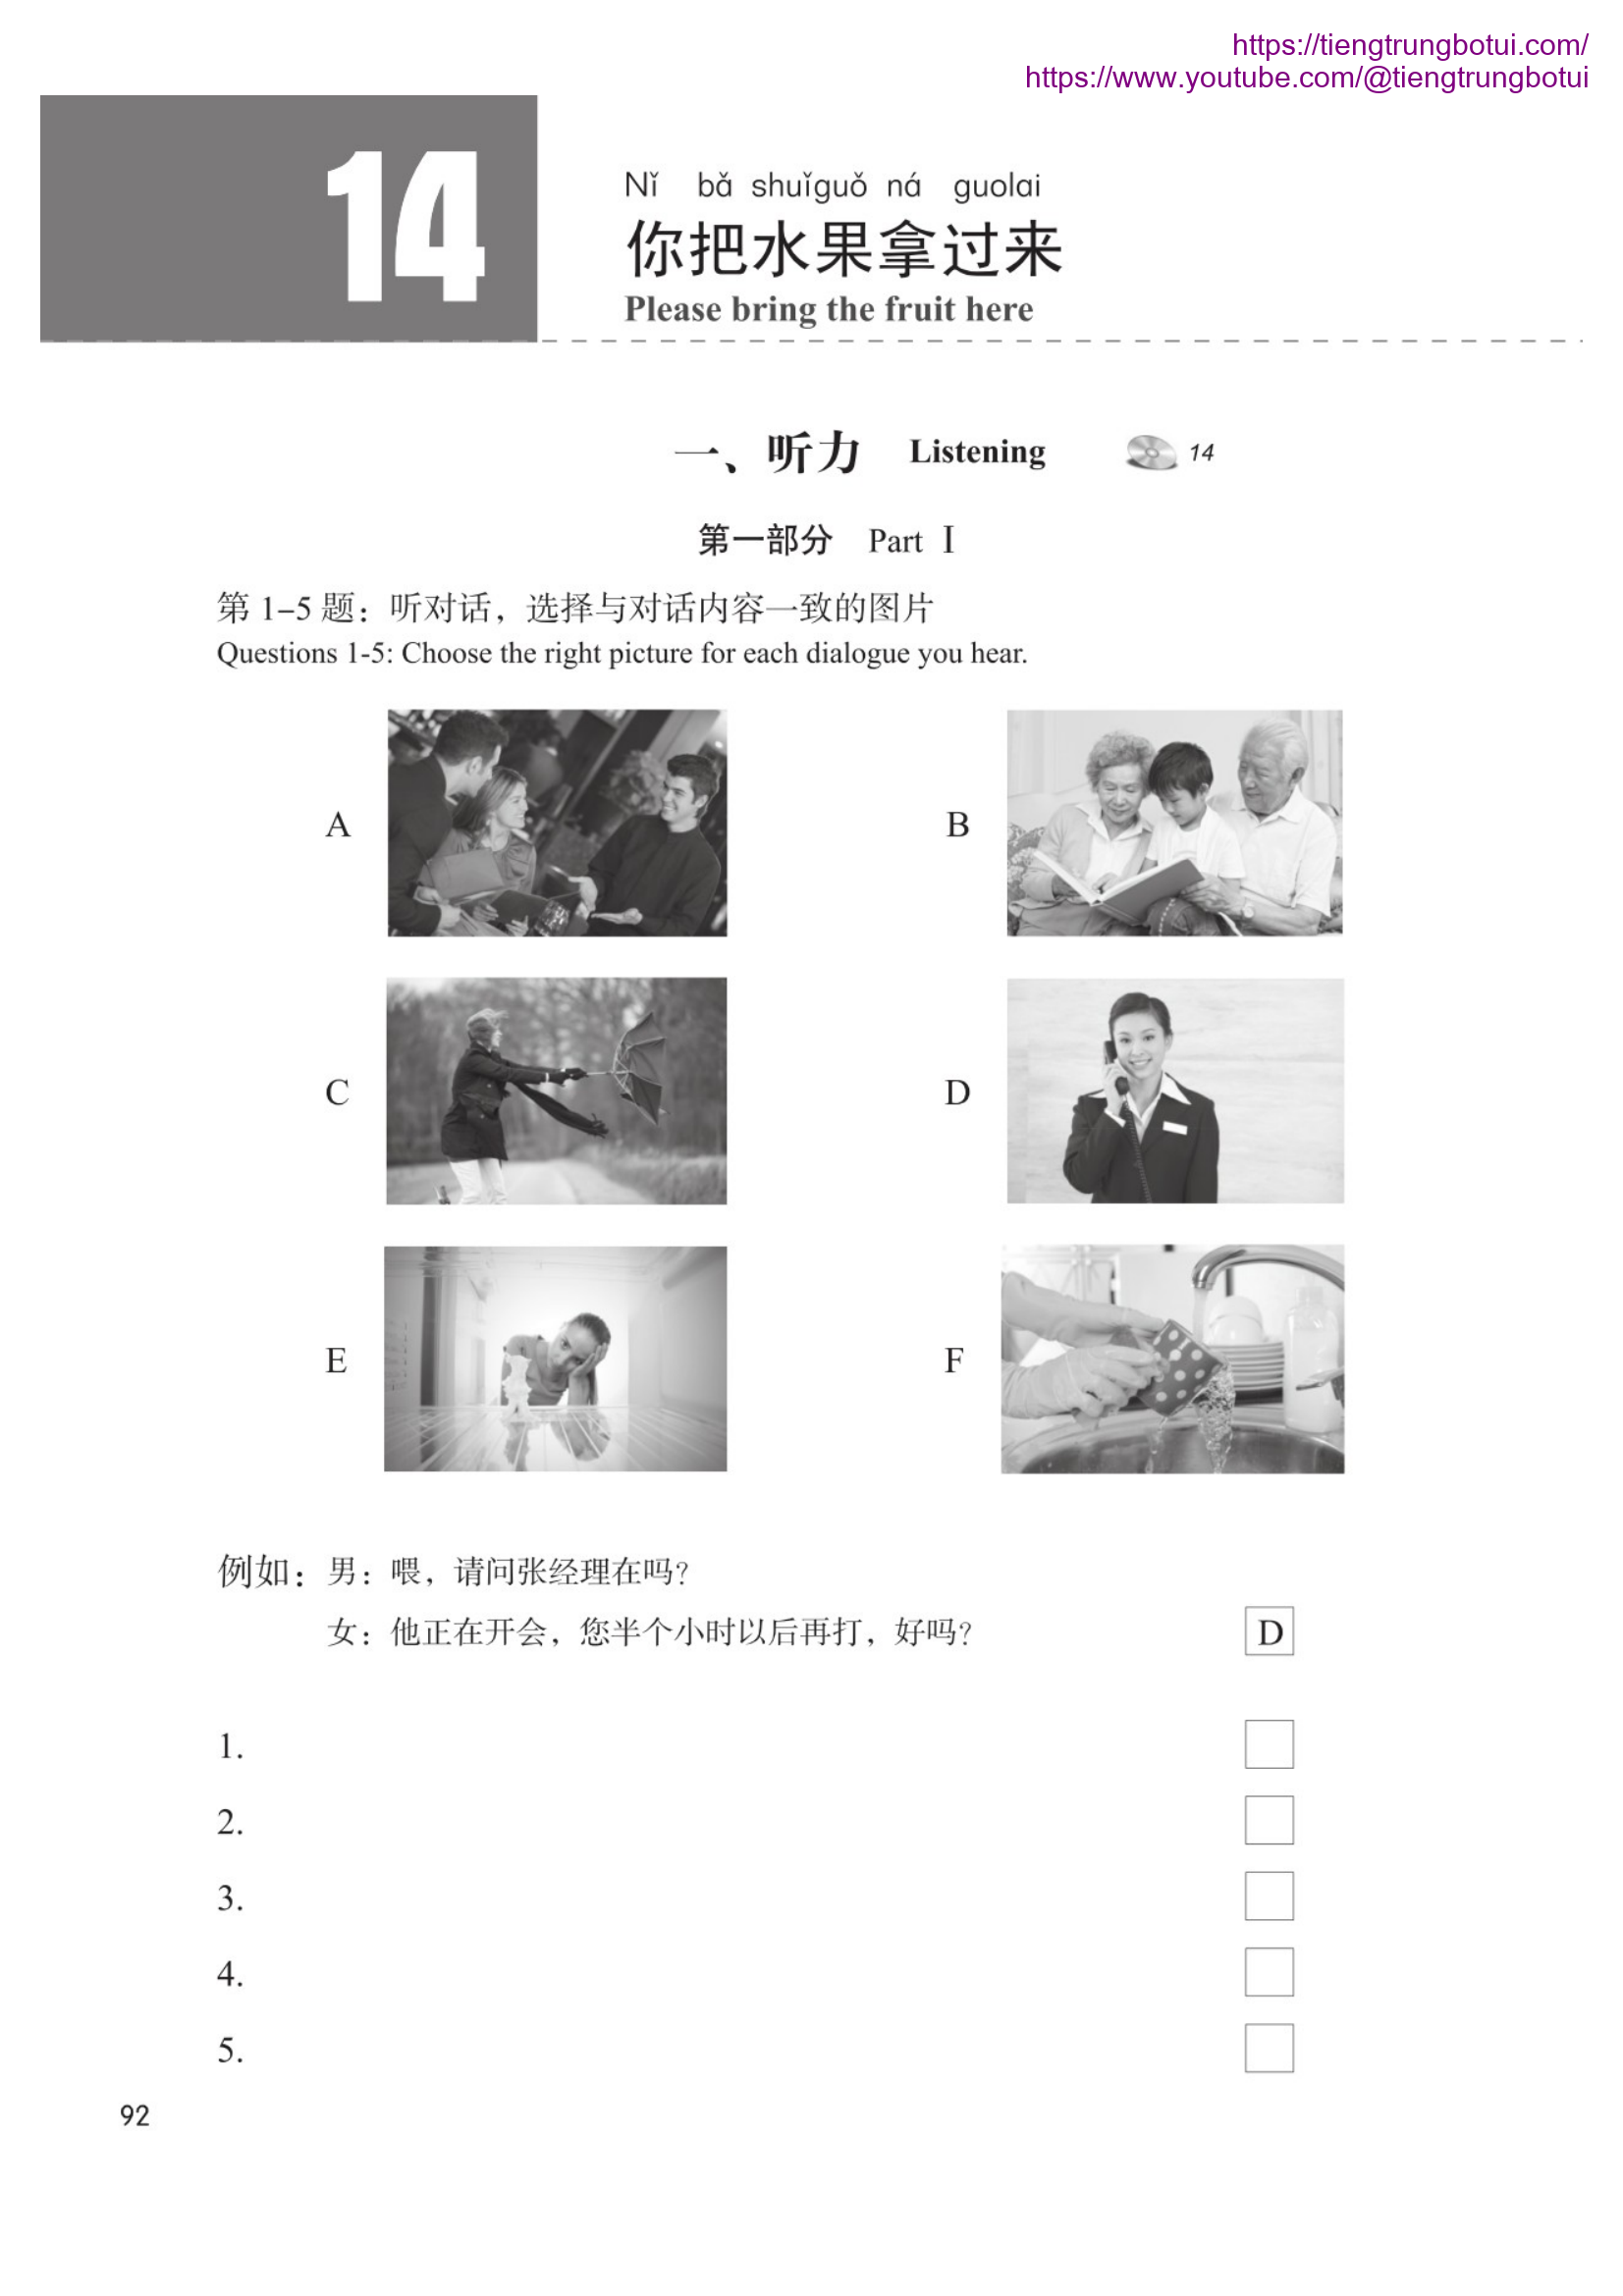 https://tiengtrungbotui.com/
https://www.youtube.com/@tiengtrungbotui
14
Nǐ bǎ shuǐguǒ ná guolai
你把水果拿过来
Please bring the fruit here
一、听力 Listening 14
第一部分 Part Ⅰ
第 1–5 题：听对话，选择与对话内容一致的图片
Questions 1-5: Choose the right picture for each dialogue you hear.
A
B
C
D
E
F
例如：男：喂，请问张经理在吗？
女：他正在开会，您半个小时以后再打，好吗？ D
1.
2.
3.
4.
5.
92